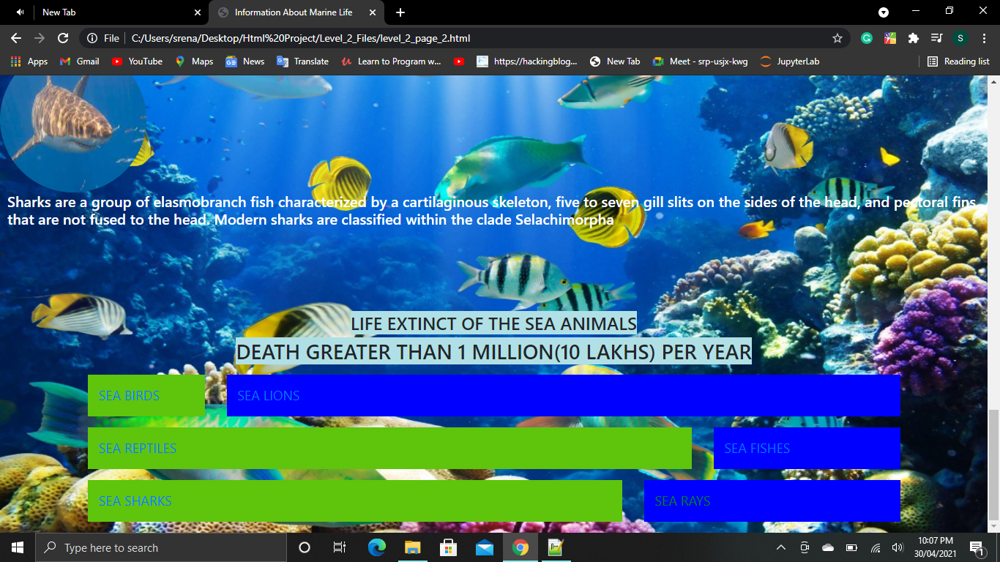 New Tab
Information About Marine Life
File
C:/Users/srena/Desktop/Html%20Project/Level_2_Files/level_2_page_2.html
S
Apps
Gmail
YouTube
Maps
News
Translate
Learn to Program w...
https://hackingblog...
New Tab
Meet - srp-usjx-kwg
JupyterLab
Reading list
Sharks are a group of elasmobranch fish characterized by a cartilaginous skeleton, five to seven gill slits on the sides of the head, and pectoral fins
that are not fused to the head. Modern sharks are classified within the clade Selachimorpha
LIFE EXTINCT OF THE SEA ANIMALS
DEATH GREATER THAN 1 MILLION(10 LAKHS) PER YEAR
SEA BIRDS
SEA LIONS
SEA REPTILES
SEA FISHES
SEA SHARKS
SEA RAYS
Type here to search
10:07 PM
30/04/2021
1